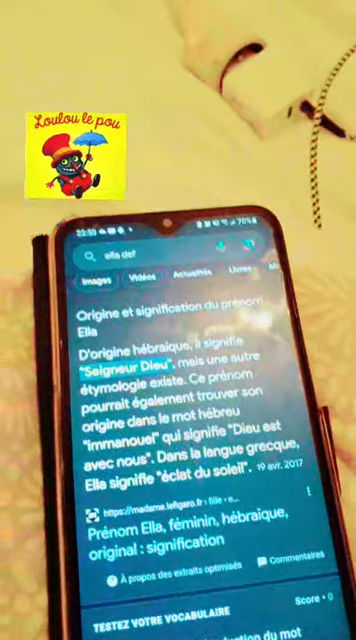 Loulou le pou
22:50
70%
ella def
Images
Vidéos
Actualités
Livres
Origine et signification du prénom
Ella
D'origine hébraïque, il signifie
"Seigneur Dieu", mais une autre
étymologie existe. Ce prénom
pourrait également trouver son
origine dans le mot hébreu
"immanouel" qui signifie "Dieu est
avec nous". Dans la langue grecque,
Ella signifie "éclat du soleil". 19 avr. 2017
https://madame.lefigaro.fr › fille › e...
Prénom Ella, féminin, hébraïque,
original : signification
À propos des extraits optimisés
Commentaires
TESTEZ VOTRE VOCABULAIRE
Score • 0
du mot